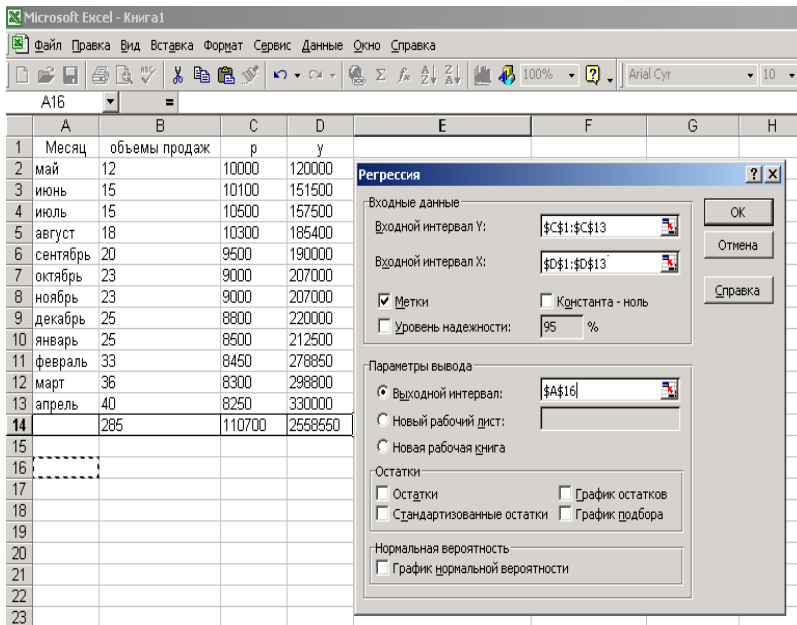 Microsoft Excel - Книга1
Файл Правка Вид Вставка Формат Сервис Данные Окно Справка
100% Arial Cyr 10
A16 =
A B C D E F G H
1 Месяц объемы продаж p y
2 май 12 10000 120000
3 июнь 15 10100 151500
4 июль 15 10500 157500
5 август 18 10300 185400
6 сентябрь 20 9500 190000
7 октябрь 23 9000 207000
8 ноябрь 23 9000 207000
9 декабрь 25 8800 220000
10 январь 25 8500 212500
11 февраль 33 8450 278850
12 март 36 8300 298800
13 апрель 40 8250 330000
14 285 110700 2558550
15
16
17
18
19
20
21
22
23
Регрессия
Входные данные
Входной интервал Y: $C$1:$C$13
Входной интервал X: $D$1:$D$13
Метки Константа - ноль
Уровень надежности: 95 %
OK
Отмена
Справка
Параметры вывода
Выходной интервал: $A$16
Новый рабочий лист:
Новая рабочая книга
Остатки
Остатки График остатков
Стандартизованные остатки График подбора
Нормальная вероятность
График нормальной вероятности